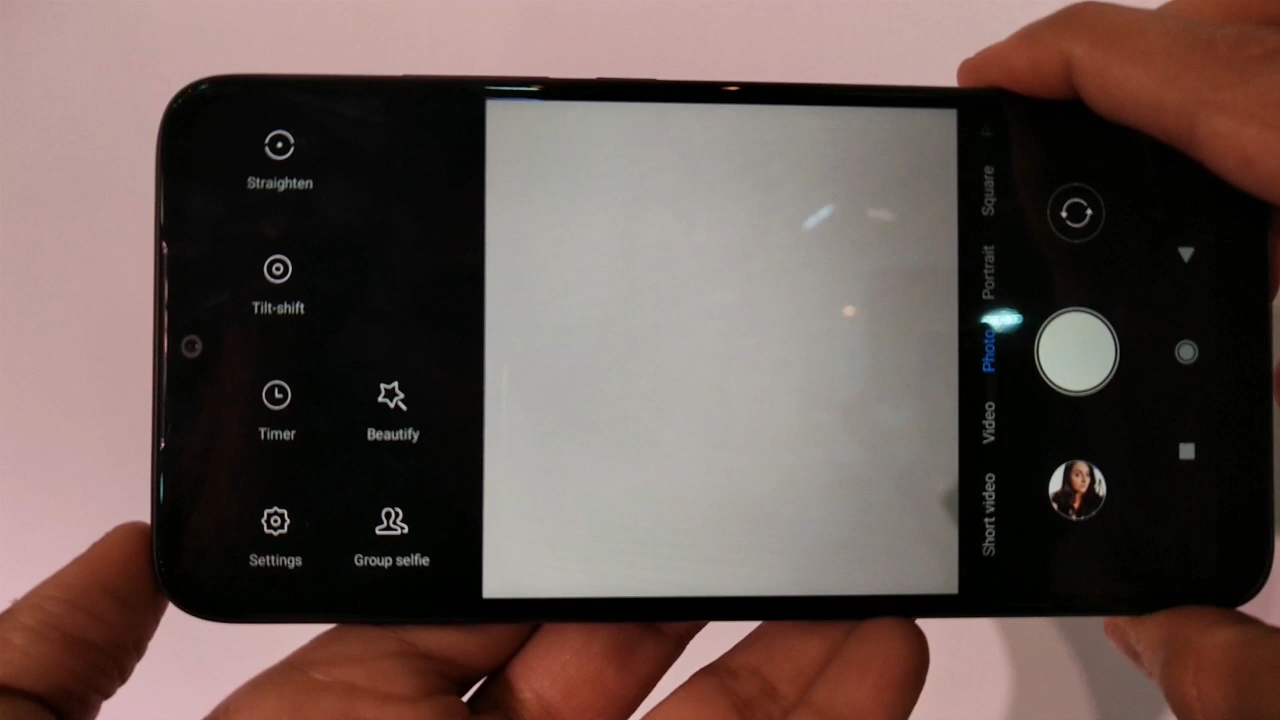 Straighten
Tilt-shift
Timer
Beautify
Settings
Group selfie
Short video
Video
Photo
Portrait
Square